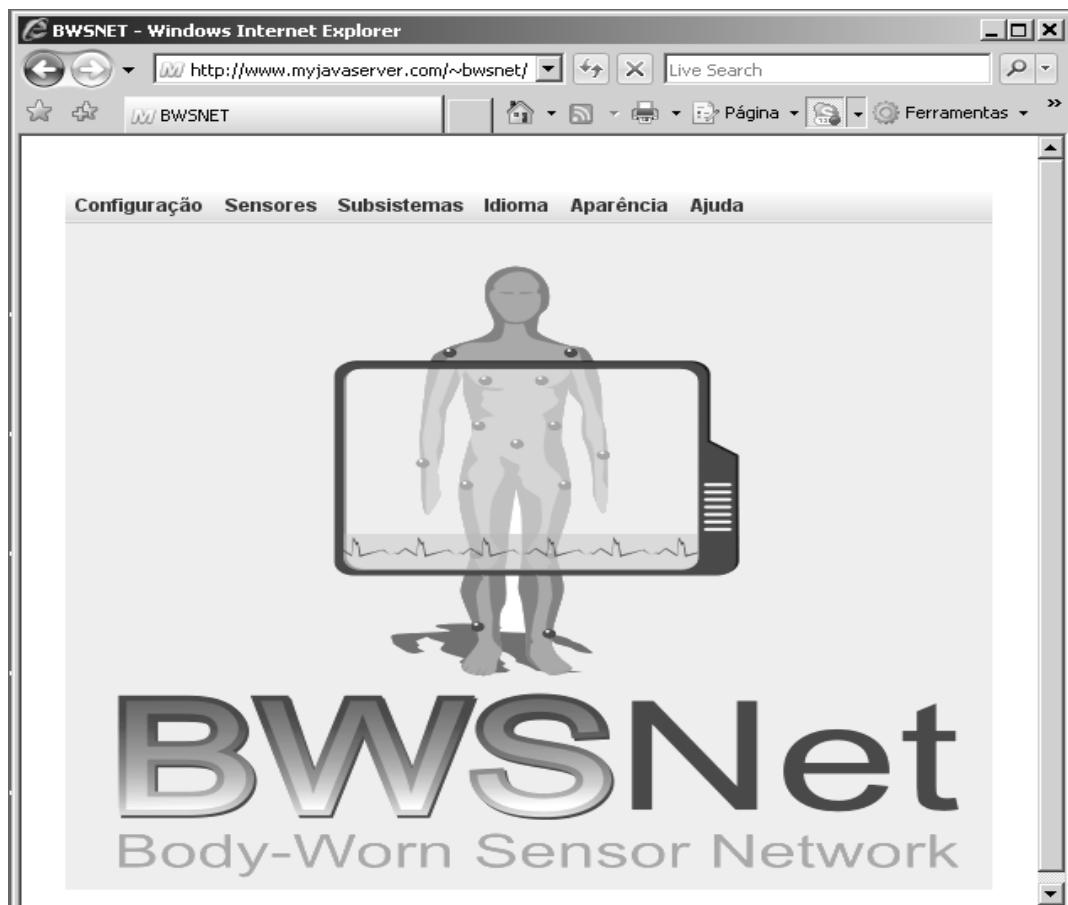 BWSNET - Windows Internet Explorer
http://www.myjavaserver.com/~bwsnet/
Live Search
BWSNET
Página
Ferramentas
»
Configuração Sensores Subsistemas Idioma Aparência Ajuda
BWSNet
Body-Worn Sensor Network